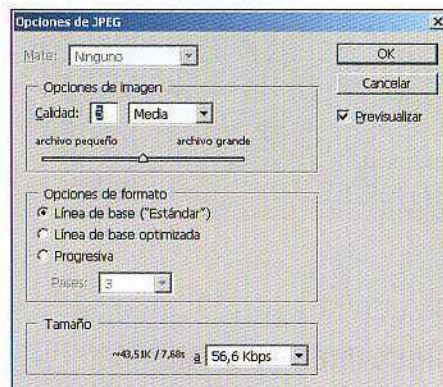 Opciones de JPEG
Mate: Ninguno
OK
Cancelar
Previsualizar
Opciones de imagen
Calidad: Media
archivo pequeño archivo grande
Opciones de formato
Línea de base ("Estándar")
Línea de base optimizada
Progresiva
Pases: 3
Tamaño
~43,51K / 7,68s a 56,6 Kbps